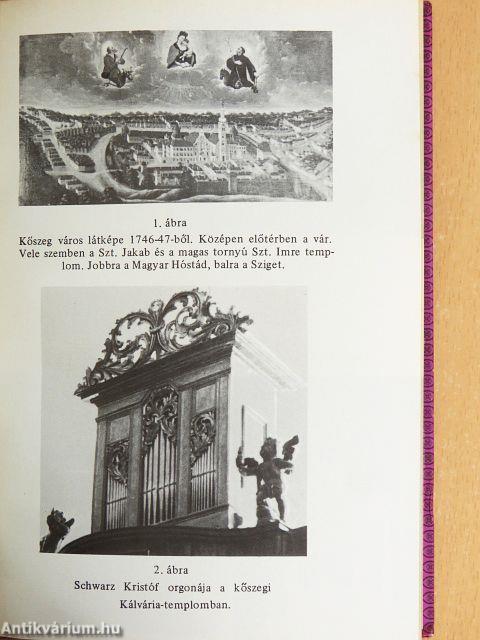 1. ábra
Kőszeg város látképe 1746-47-ből. Középen előtérben a vár.
Vele szemben a Szt. Jakab és a magas tornyú Szt. Imre temp-
lom. Jobbra a Magyar Hóstád, balra a Sziget.
2. ábra
Schwarz Kristóf orgonája a kőszegi
Kálvária-templomban.
Antikvárium.hu